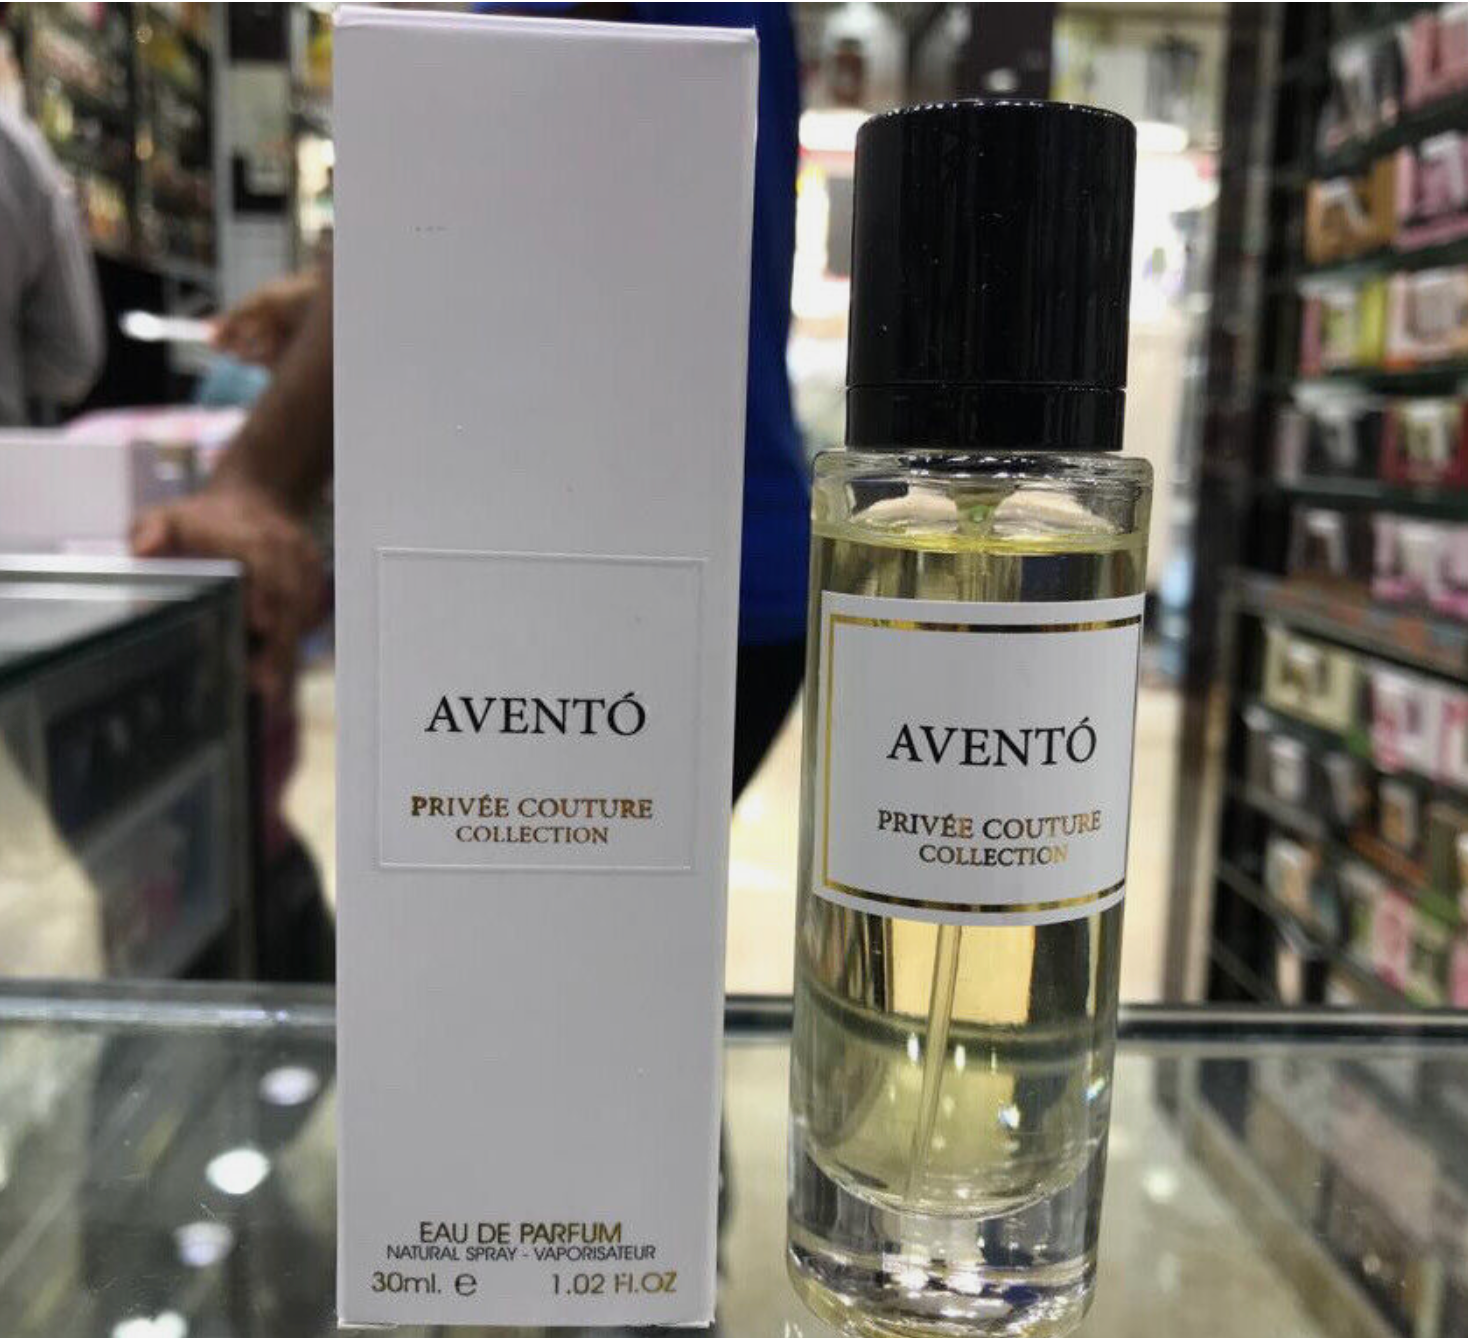 AVENTÓ
PRIVÉE COUTURE
COLLECTION
EAU DE PARFUM
NATURAL SPRAY - VAPORISATEUR
30ml. e 1.02 Fl.OZ
AVENTÓ
PRIVÉE COUTURE
COLLECTION